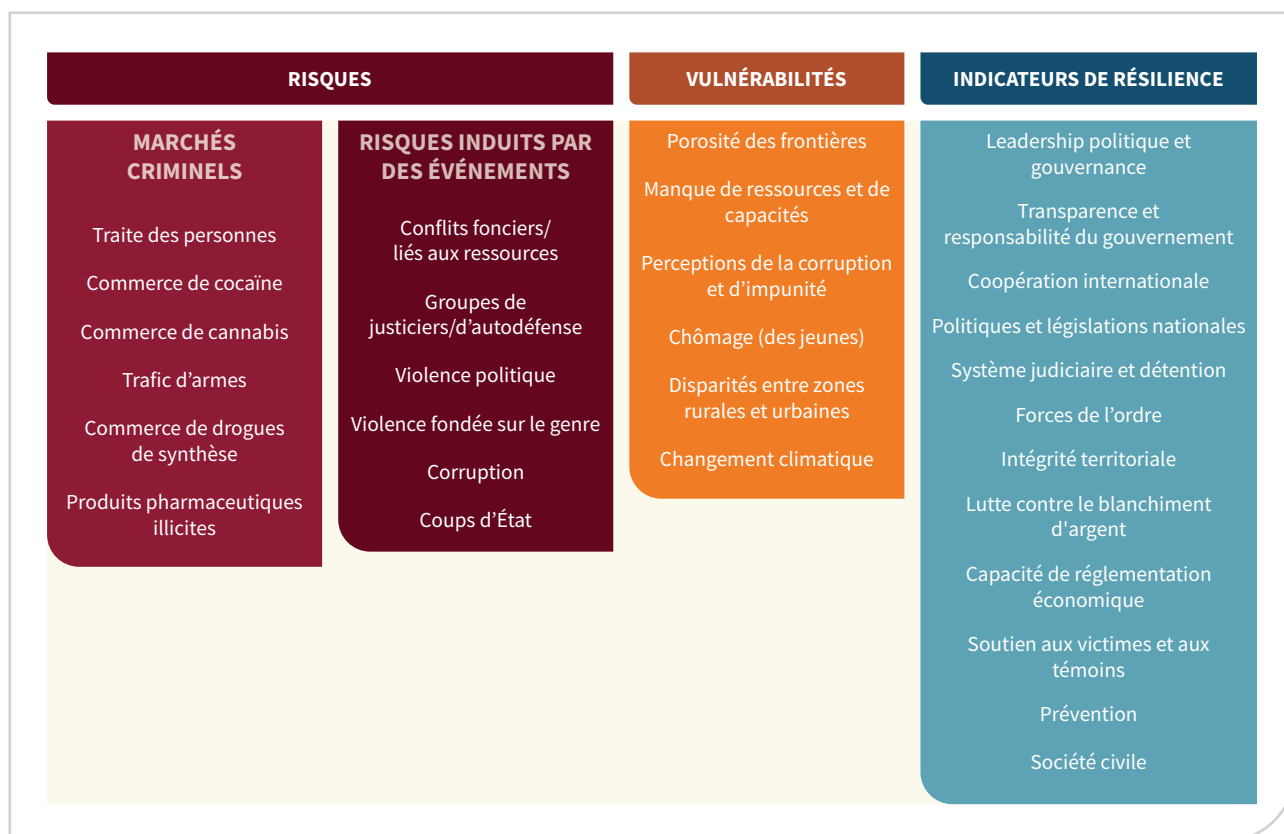 RISQUES
MARCHÉS
CRIMINELS
Traite des personnes
Commerce de cocaïne
Commerce de cannabis
Trafic d’armes
Commerce de drogues
de synthèse
Produits pharmaceutiques
illicites
RISQUES INDUITS PAR
DES ÉVÉNEMENTS
Conflits fonciers/
liés aux ressources
Groupes de
justiciers/d’autodéfense
Violence politique
Violence fondée sur le genre
Corruption
Coups d’État
VULNÉRABILITÉS
Porosité des frontières
Manque de ressources et de
capacités
Perceptions de la corruption
et d’impunité
Chômage (des jeunes)
Disparités entre zones
rurales et urbaines
Changement climatique
INDICATEURS DE RÉSILIENCE
Leadership politique et
gouvernance
Transparence et
responsabilité du gouvernement
Coopération internationale
Politiques et législations nationales
Système judiciaire et détention
Forces de l’ordre
Intégrité territoriale
Lutte contre le blanchiment
d'argent
Capacité de réglementation
économique
Soutien aux victimes et aux
témoins
Prévention
Société civile